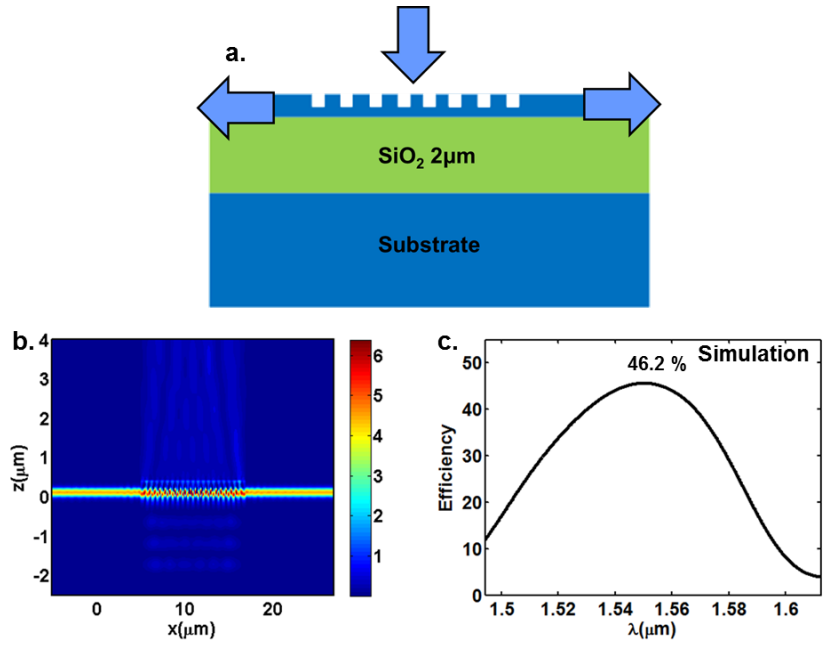 a.
SiO₂ 2μm
Substrate
b.
4
3
2
1
0
-1
-2
z(μm)
0
10
20
x(μm)
6
5
4
3
2
1
c.
Simulation
46.2 %
50
40
30
20
10
0
Efficiency
1.5
1.52
1.54
1.56
1.58
1.6
λ(μm)